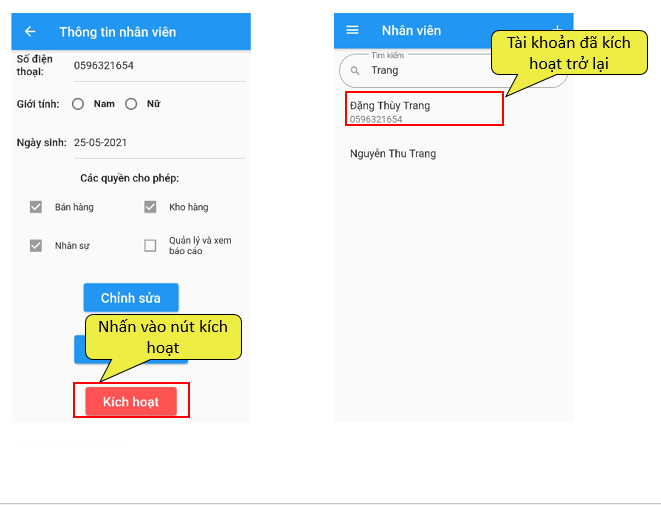 Thông tin nhân viên
Số điện
thoại:
0596321654
Giới tính:
Nam
Nữ
Ngày sinh:
25-05-2021
Các quyền cho phép:
Bán hàng
Kho hàng
Nhân sự
Quản lý và xem
báo cáo
Chỉnh sửa
Nhấn vào nút kích
hoạt
Kích hoạt
Nhân viên
Tài khoản đã kích
hoạt trở lại
Tìm kiếm
Trang
Đặng Thùy Trang
0596321654
Nguyễn Thu Trang